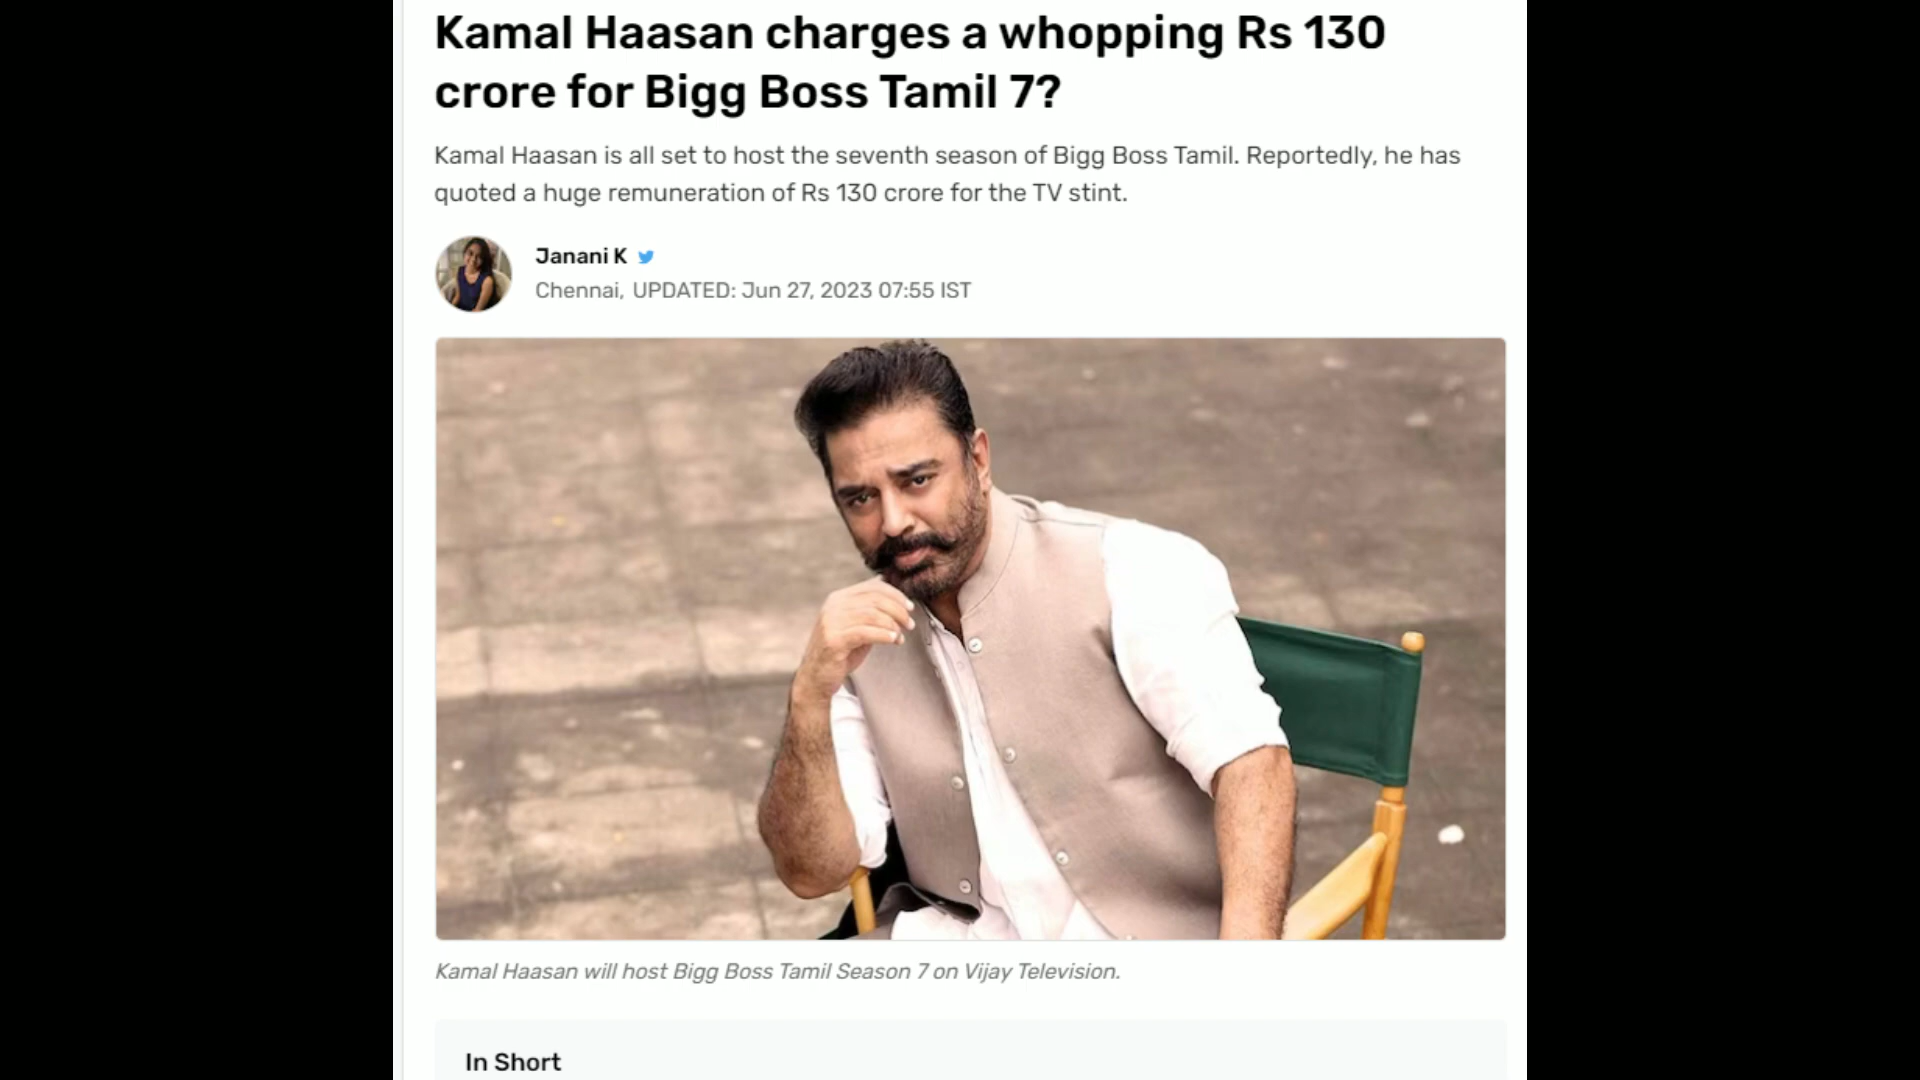 Kamal Haasan charges a whopping Rs 130
crore for Bigg Boss Tamil 7?
Kamal Haasan is all set to host the seventh season of Bigg Boss Tamil. Reportedly, he has
quoted a huge remuneration of Rs 130 crore for the TV stint.
Janani K
Chennai, UPDATED: Jun 27, 2023 07:55 IST
Kamal Haasan will host Bigg Boss Tamil Season 7 on Vijay Television.
In Short